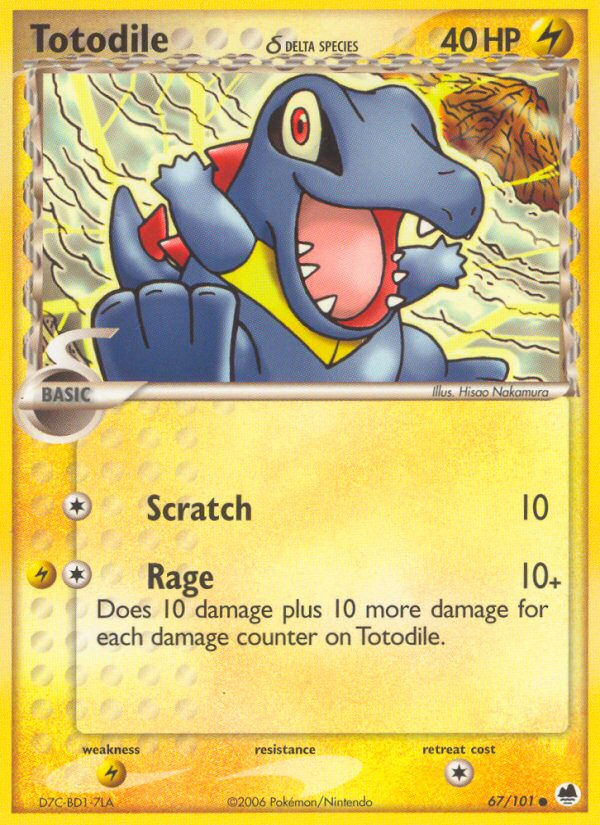 Totodile δ DELTA SPECIES 40 HP
Illus. Hisao Nakamura
BASIC
Scratch 10
Rage 10+
Does 10 damage plus 10 more damage for
each damage counter on Totodile.
weakness resistance retreat cost
D7C-BD1-7LA ©2006 Pokémon/Nintendo 67/101